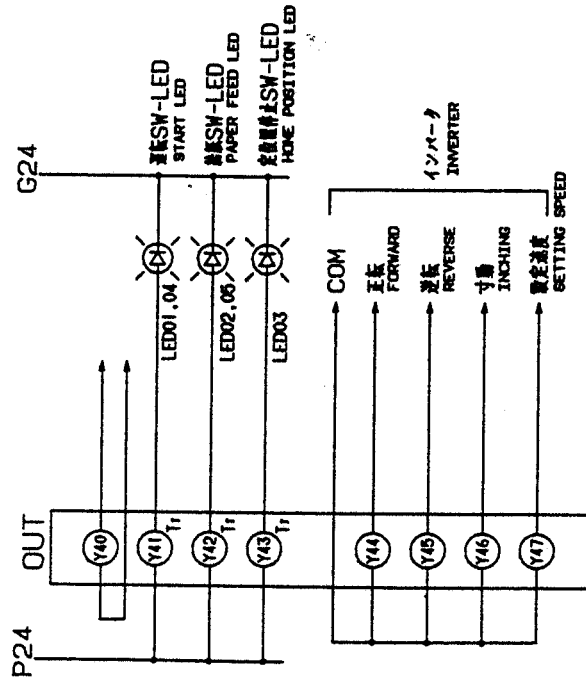 P24
OUT
G24
Y40
Y41
Tr
LED01,04
運転SW-LED
START LED
Y42
Tr
LED02,05
給紙SW-LED
PAPER FEED LED
Y43
Tr
LED03
定位置停止SW-LED
HOME POSITION LED
COM
Y44
正転
FORWARD
Y45
逆転
REVERSE
Y46
寸動
INCHING
Y47
設定速度
SETTING SPEED
インバータ
INVERTER